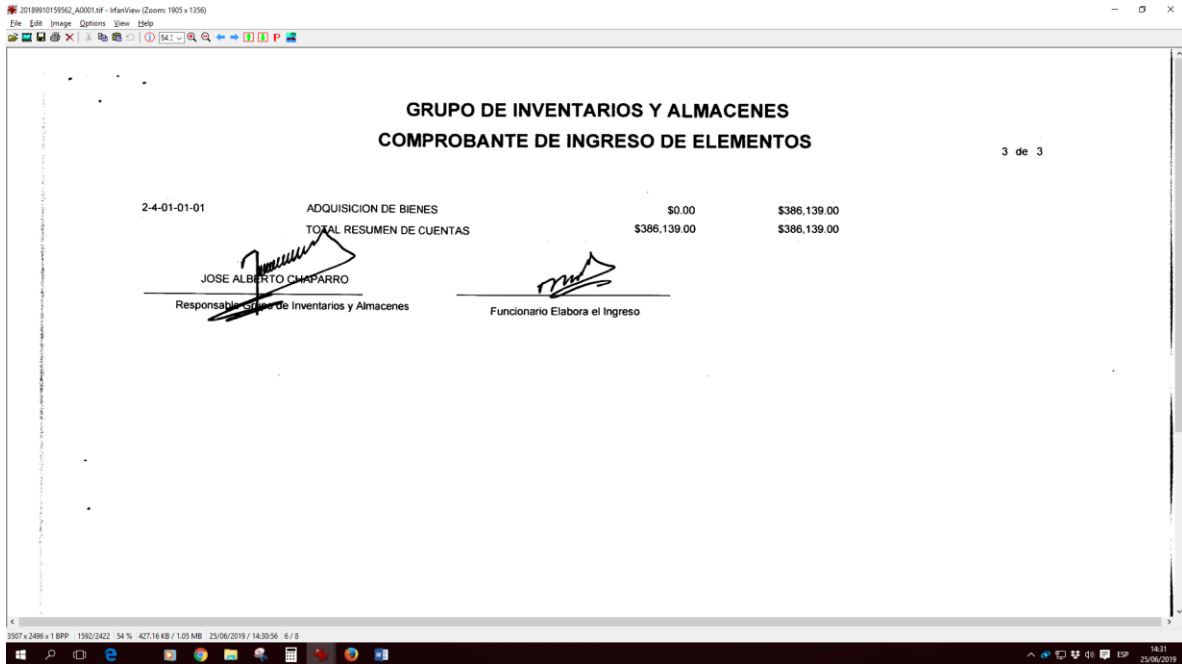 20189910159562_A0001.tif - IrfanView (Zoom: 1905 x 1356)
File Edit Image Options View Help
P
GRUPO DE INVENTARIOS Y ALMACENES
COMPROBANTE DE INGRESO DE ELEMENTOS
3 de 3
2-4-01-01-01 ADQUISICION DE BIENES $0.00 $386,139.00
TOTAL RESUMEN DE CUENTAS $386,139.00 $386,139.00
JOSE ALBERTO CHAPARRO
Responsable Grupo de Inventarios y Almacenes
Funcionario Elabora el Ingreso
3507 x 2496 x 1 BPP 1592/2422 54 % 427.16 KB / 1.05 MB 25/06/2019 / 14:30:56 6 / 8
ESP
14:31
25/06/2019